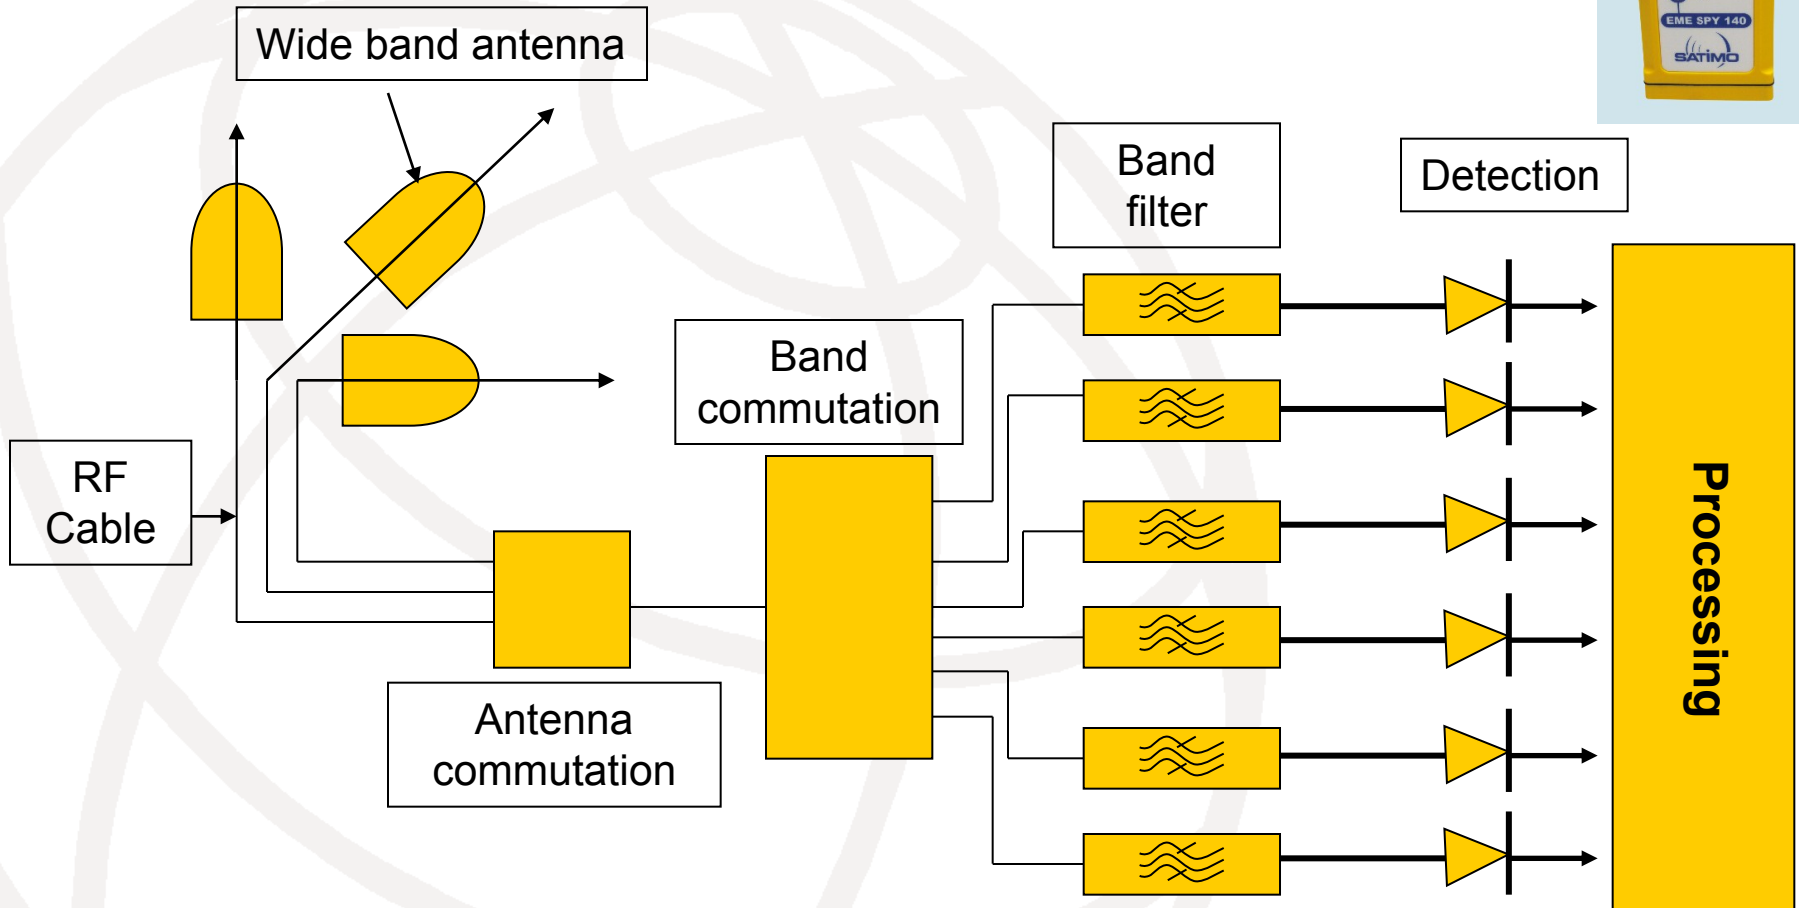 EME SPY 140
SATIMO
Wide band antenna
Band
filter
Detection
Band
commutation
RF
Cable
Antenna
commutation
Processing